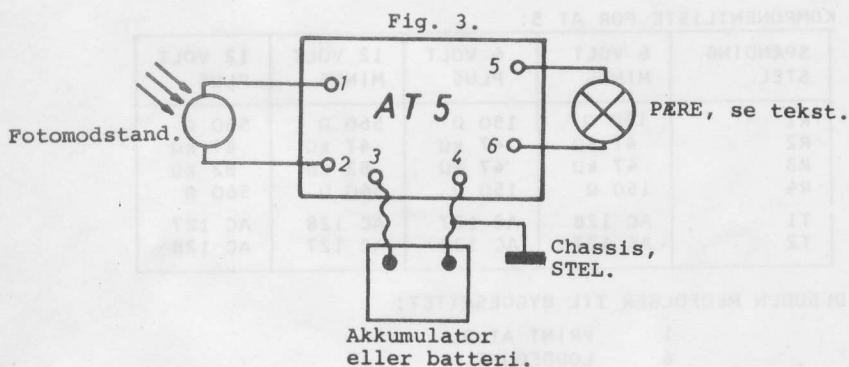 Fig. 3.
1
5
AT 5
Fotomodstand.
PÆRE, se tekst.
2
3
4
6
Chassis,
STEL.
Akkumulator
eller batteri.